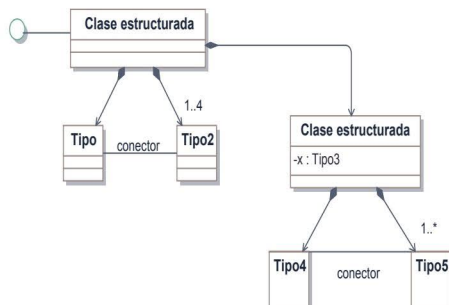 Clase estructurada
1..4
Tipo
conector
Tipo2
Clase estructurada
-x : Tipo3
1..*
Tipo4
conector
Tipo5